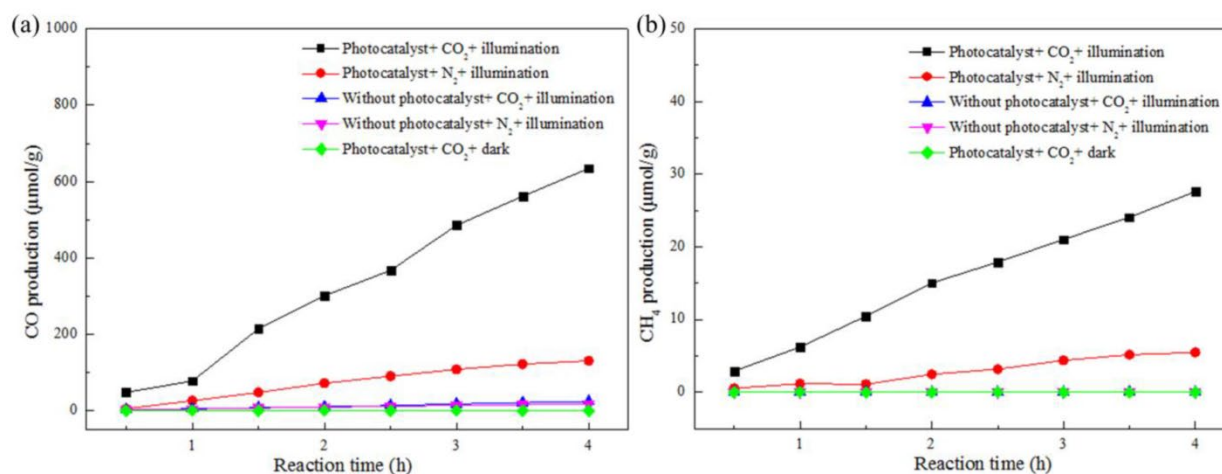 (a)
1000
800
600
400
200
0
CO production (μmol/g)
Photocatalyst+ CO₂+ illumination
Photocatalyst+ N₂+ illumination
Without photocatalyst+ CO₂+ illumination
Without photocatalyst+ N₂+ illumination
Photocatalyst+ CO₂+ dark
1 2 3 4
Reaction time (h)
(b)
50
40
30
20
10
0
CH₄ production (μmol/g)
Photocatalyst+ CO₂+ illumination
Photocatalyst+ N₂+ illumination
Without photocatalyst+ CO₂+ illumination
Without photocatalyst+ N₂+ illumination
Photocatalyst+ CO₂+ dark
1 2 3 4
Reaction time (h)